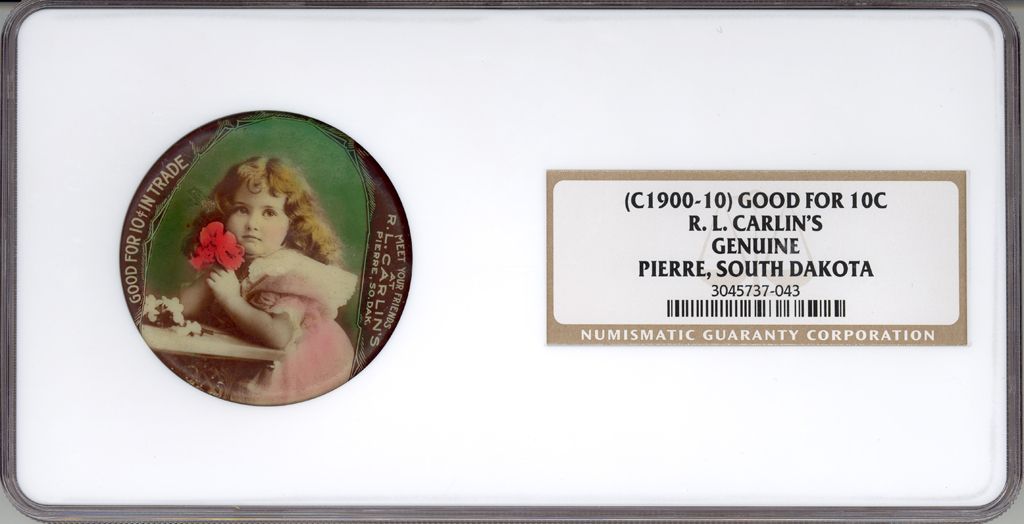 GOOD FOR 10¢ IN TRADE
MEET YOUR FRIENDS
AT
R.L. CARLIN'S
PIERRE, SO. DAK.
(C1900-10) GOOD FOR 10C
R. L. CARLIN'S
GENUINE
PIERRE, SOUTH DAKOTA
3045737-043
NUMISMATIC GUARANTY CORPORATION